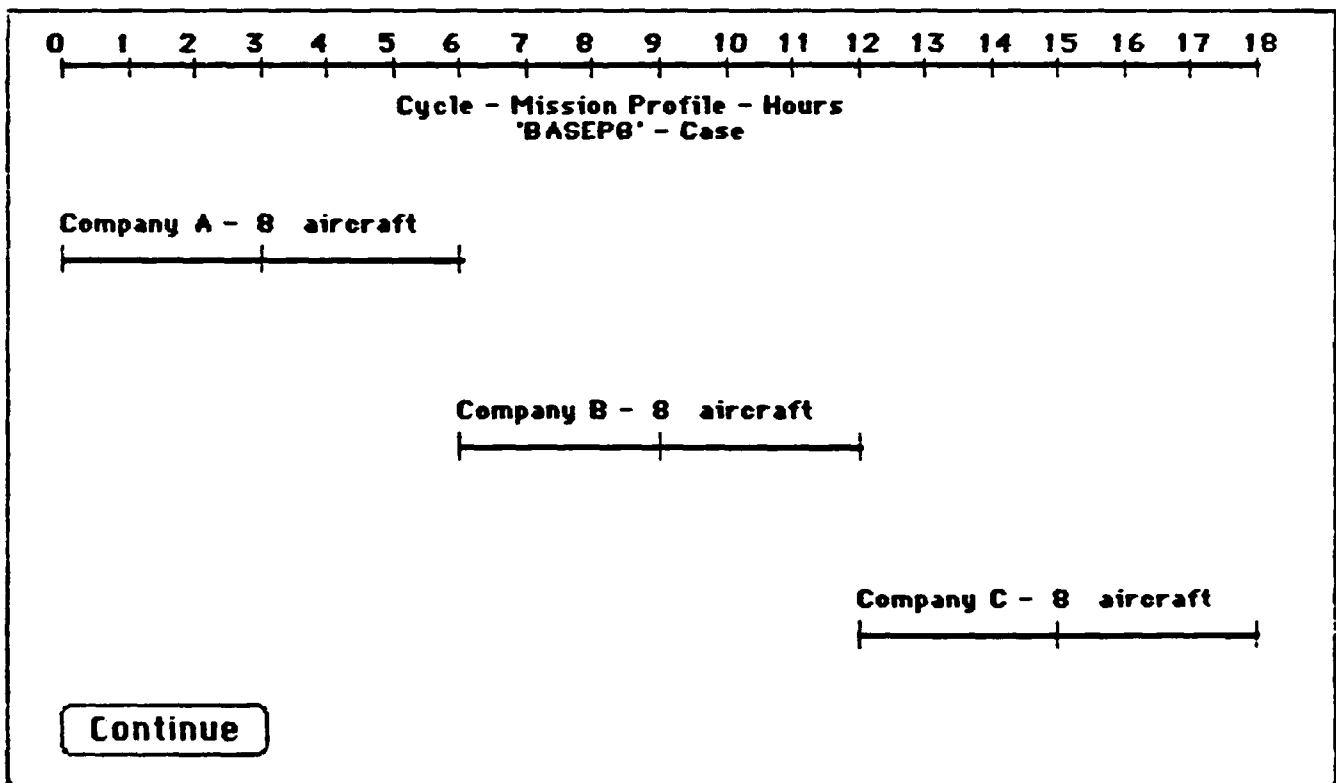 0 1 2 3 4 5 6 7 8 9 10 11 12 13 14 15 16 17 18
Cycle - Mission Profile - Hours
'BASEP8' - Case
Company A - 8 aircraft
Company B - 8 aircraft
Company C - 8 aircraft
Continue